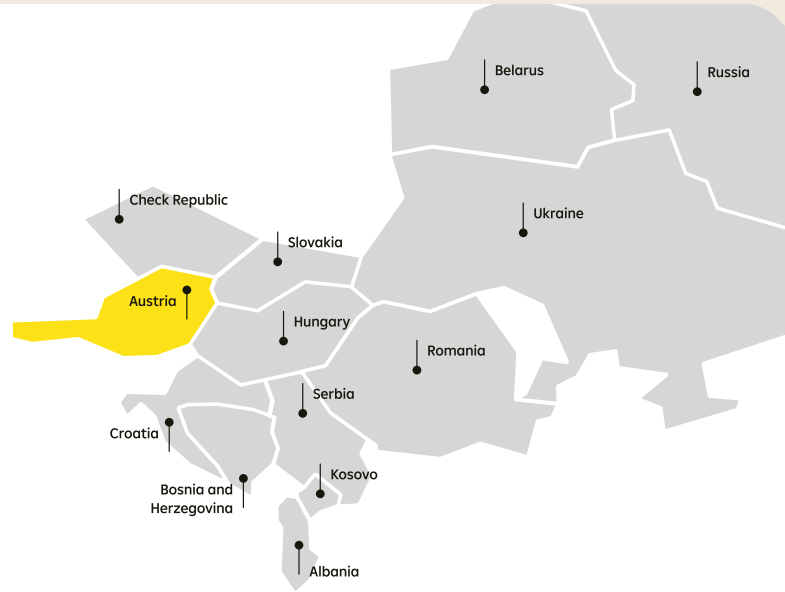 Belarus
Russia
Check Republic
Ukraine
Slovakia
Austria
Hungary
Romania
Serbia
Croatia
Kosovo
Bosnia and
Herzegovina
Albania